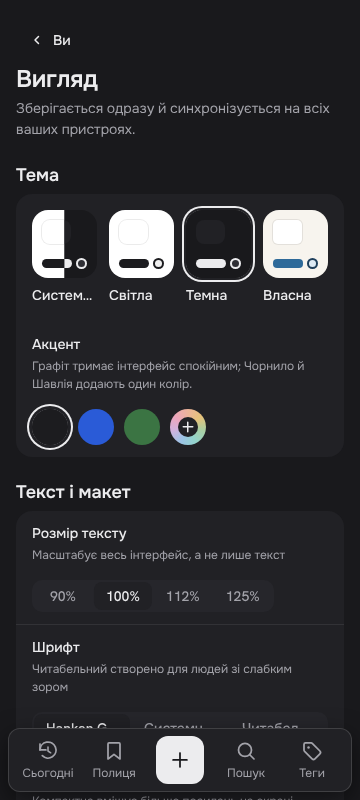 Ви
Вигляд
Зберігається одразу й синхронізується на всіх
ваших пристроях.
Тема
Систем…
Світла
Темна
Власна
Акцент
Графіт тримає інтерфейс спокійним; Чорнило й
Шавлія додають один колір.
Текст і макет
Розмір тексту
Масштабує весь інтерфейс, а не лише текст
90%
100%
112%
125%
Шрифт
Читабельний створено для людей зі слабким
зором
Сьогодні
Полиця
Пошук
Теги